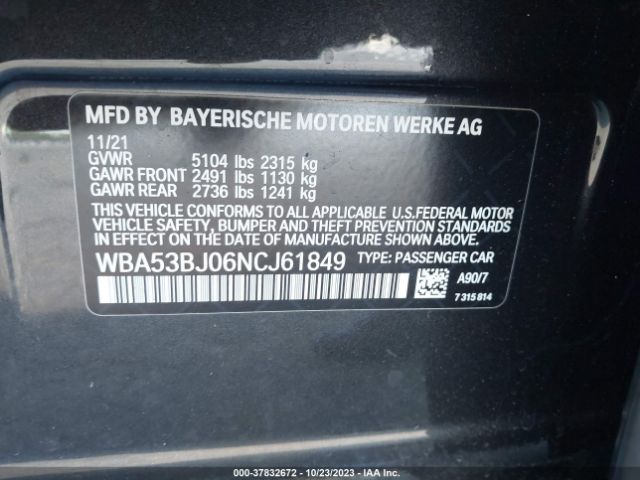 MFD BY BAYERISCHE MOTOREN WERKE AG
11/21
GVWR 5104 lbs 2315 kg
GAWR FRONT 2491 lbs 1130 kg
GAWR REAR 2736 lbs 1241 kg
THIS VEHICLE CONFORMS TO ALL APPLICABLE U.S.FEDERAL MOTOR
VEHICLE SAFETY, BUMPER AND THEFT PREVENTION STANDARDS
IN EFFECT ON THE DATE OF MANUFACTURE SHOWN ABOVE.
WBA53BJ06NCJ61849 TYPE: PASSENGER CAR
A90/7
7 315 814
000-37832672 - 10/23/2023 - IAA Inc.